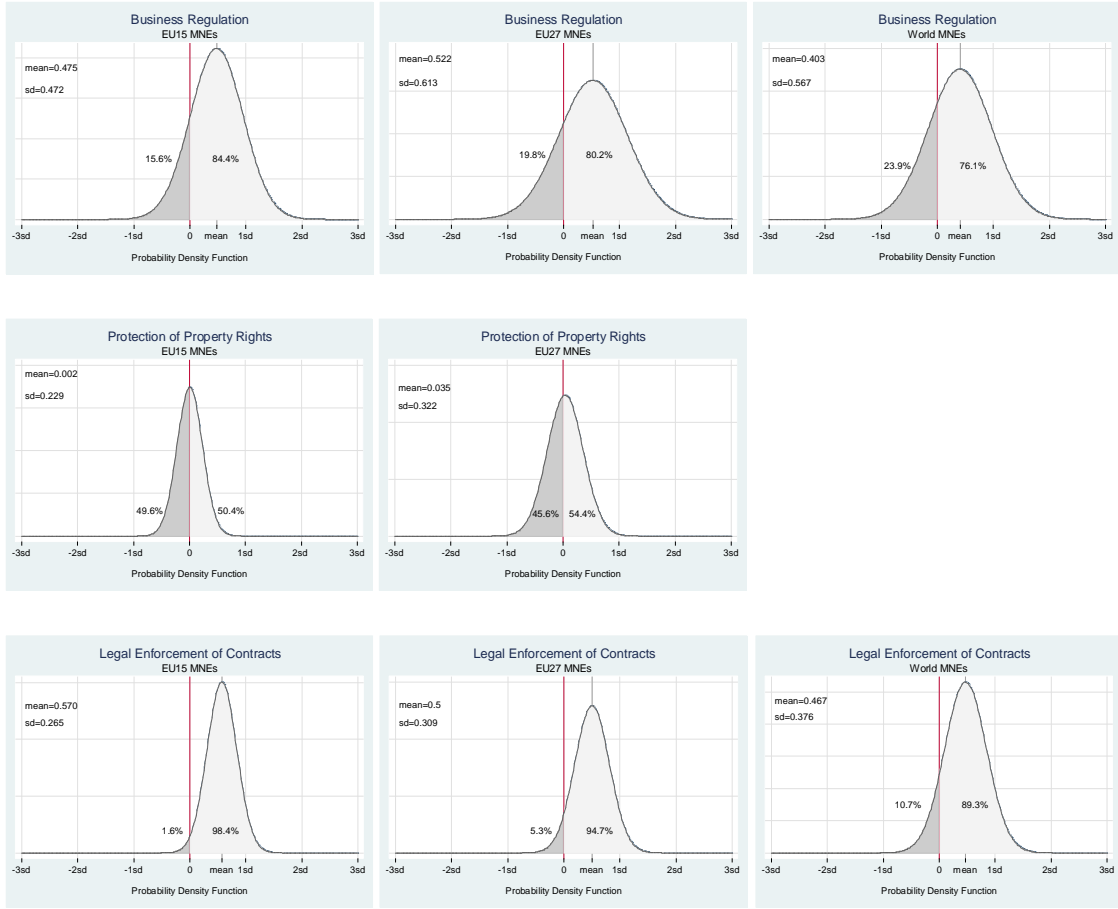 Business Regulation
EU15 MNEs
mean=0.475
sd=0.472
15.6%
84.4%
-3sd -2sd -1sd 0 mean 1sd 2sd 3sd
Probability Density Function
Business Regulation
EU27 MNEs
mean=0.522
sd=0.613
19.8%
80.2%
-3sd -2sd -1sd 0 mean 1sd 2sd 3sd
Probability Density Function
Business Regulation
World MNEs
mean=0.403
sd=0.567
23.9%
76.1%
-3sd -2sd -1sd 0 mean 1sd 2sd 3sd
Probability Density Function
Protection of Property Rights
EU15 MNEs
mean=0.002
sd=0.229
49.6%
50.4%
-3sd -2sd -1sd 0 1sd 2sd 3sd
Probability Density Function
Protection of Property Rights
EU27 MNEs
mean=0.035
sd=0.322
45.6%
54.4%
-3sd -2sd -1sd 0 1sd 2sd 3sd
Probability Density Function
Legal Enforcement of Contracts
EU15 MNEs
mean=0.570
sd=0.265
1.6%
98.4%
-3sd -2sd -1sd 0 mean 1sd 2sd 3sd
Probability Density Function
Legal Enforcement of Contracts
EU27 MNEs
mean=0.5
sd=0.309
5.3%
94.7%
-3sd -2sd -1sd 0 mean 1sd 2sd 3sd
Probability Density Function
Legal Enforcement of Contracts
World MNEs
mean=0.467
sd=0.376
10.7%
89.3%
-3sd -2sd -1sd 0 mean 1sd 2sd 3sd
Probability Density Function